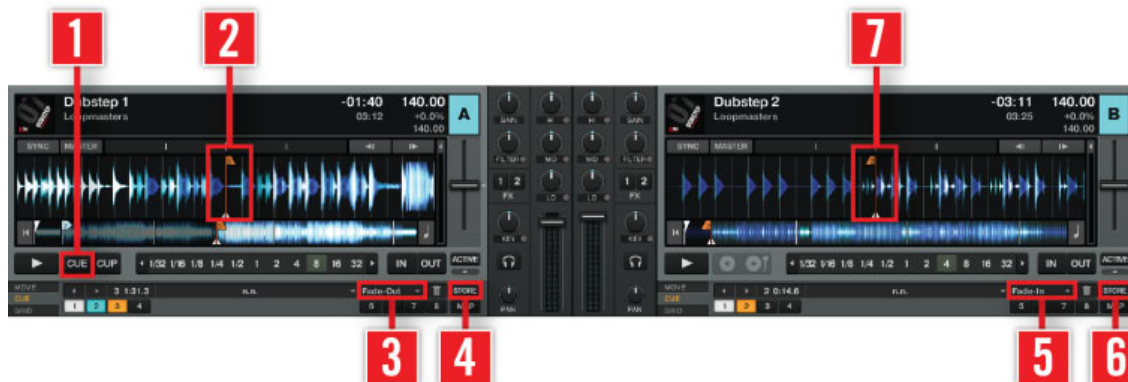 1 2 7
Dubstep 1 -01:40 140.00 A
Loopmasters 03:12 +0.0%
140.00
SYNC MASTER
CUE CUP 1/32 1/16 1/8 1/4 1/2 1 2 4 8 16 32 IN OUT ACTIVE
MOVE
CUE 3 1:31.3 n.n. Fade-Out STORE
GRID 1 2 3 4 6 7 8 MAP
GAIN HI HI GAIN
FILTER MID MID FILTER
1 2 LO LO 1 2
FX FX
KEY KEY
PAN PAN
Dubstep 2 -03:11 140.00 B
Loopmasters 03:25 +0.0%
140.00
SYNC MASTER
1/32 1/16 1/8 1/4 1/2 1 2 4 8 16 32 IN OUT ACTIVE
MOVE
CUE 2 0:14.6 n.n. Fade-In STORE
GRID 1 2 3 4 6 7 8 MAP
3 4 5 6